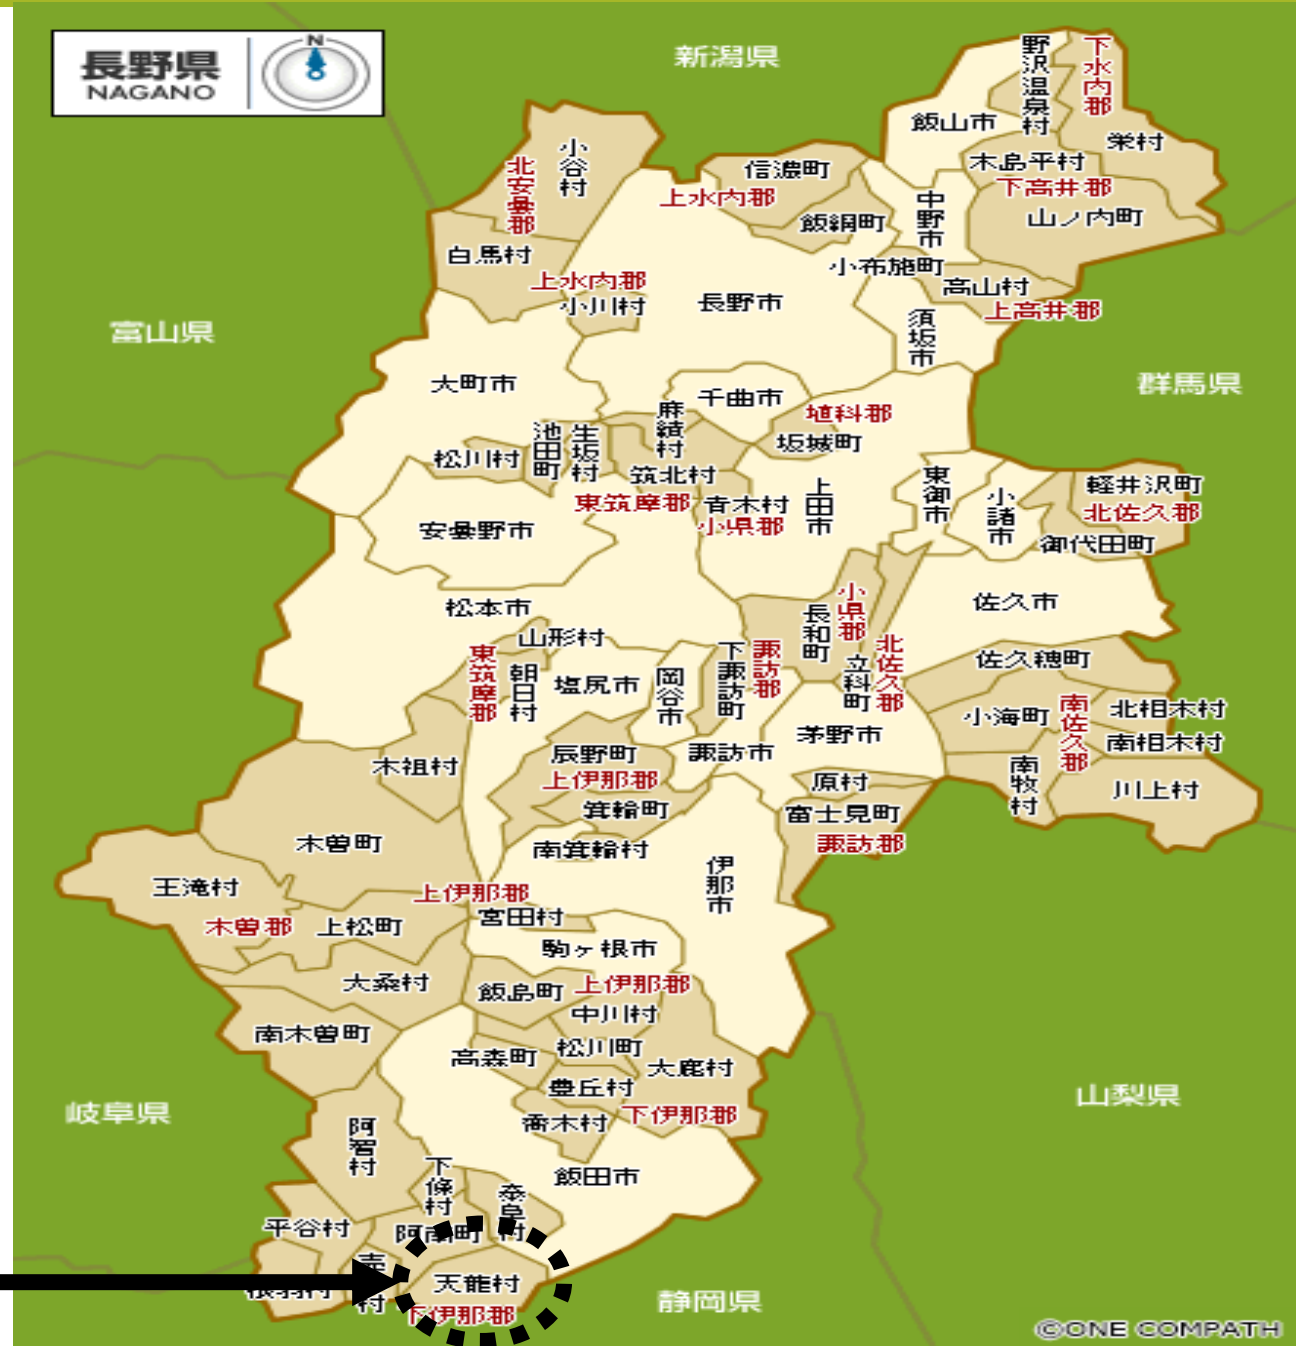 長野県
NAGANO
N
新潟県
富山県
群馬県
岐阜県
山梨県
静岡県
野沢温泉村
下水内郡
飯山市
栄村
木島平村
下高井郡
山ノ内町
中野市
信濃町
上水内郡
飯綱町
小谷村
北安曇郡
白馬村
上水内郡
小川村
長野市
小布施町
高山村
上高井郡
須坂市
大町市
千曲市
埴科郡
坂城町
麻績村
池田町
生坂村
松川村
筑北村
東筑摩郡
青木村
小県郡
上田市
東御市
小諸市
軽井沢町
北佐久郡
御代田町
安曇野市
松本市
佐久市
小県郡
長和町
立科町
北佐久郡
山形村
東筑摩郡
朝日村
塩尻市
岡谷市
下諏訪町
諏訪郡
佐久穂町
小海町
南佐久郡
北相木村
南相木村
南牧村
川上村
茅野市
諏訪市
原村
富士見町
諏訪郡
木祖村
辰野町
上伊那郡
箕輪町
南箕輪村
伊那市
木曽町
王滝村
木曽郡
上松町
上伊那郡
宮田村
駒ヶ根市
大桑村
飯島町
上伊那郡
中川村
南木曽町
高森町
松川町
大鹿村
豊丘村
喬木村
下伊那郡
阿智村
下條村
泰阜村
飯田市
平谷村
阿南町
天龍村
下伊那郡
©ONE COMPATH